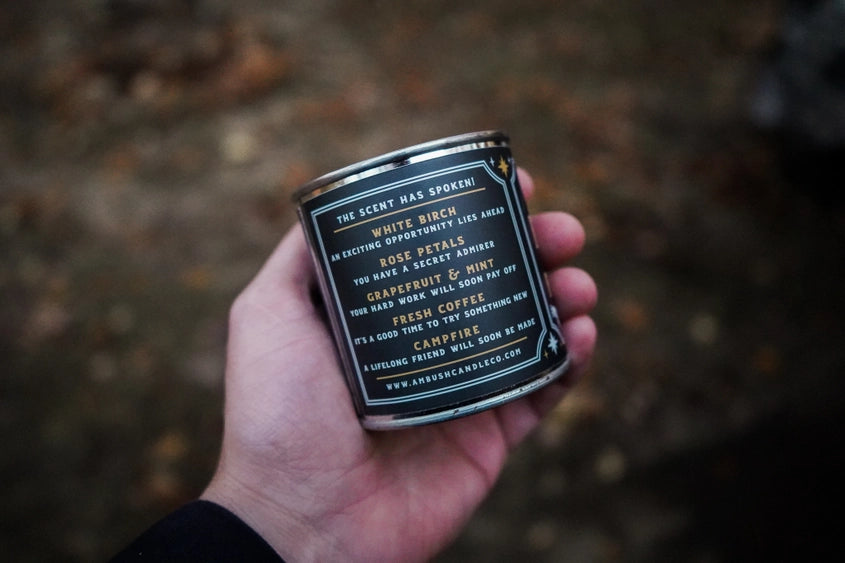 THE SCENT HAS SPOKEN!
WHITE BIRCH
AN EXCITING OPPORTUNITY LIES AHEAD
ROSE PETALS
YOU HAVE A SECRET ADMIRER
GRAPEFRUIT & MINT
YOUR HARD WORK WILL SOON PAY OFF
FRESH COFFEE
IT'S A GOOD TIME TO TRY SOMETHING NEW
CAMPFIRE
A LIFELONG FRIEND WILL SOON BE MADE
WWW.AMBUSHCANDLECO.COM